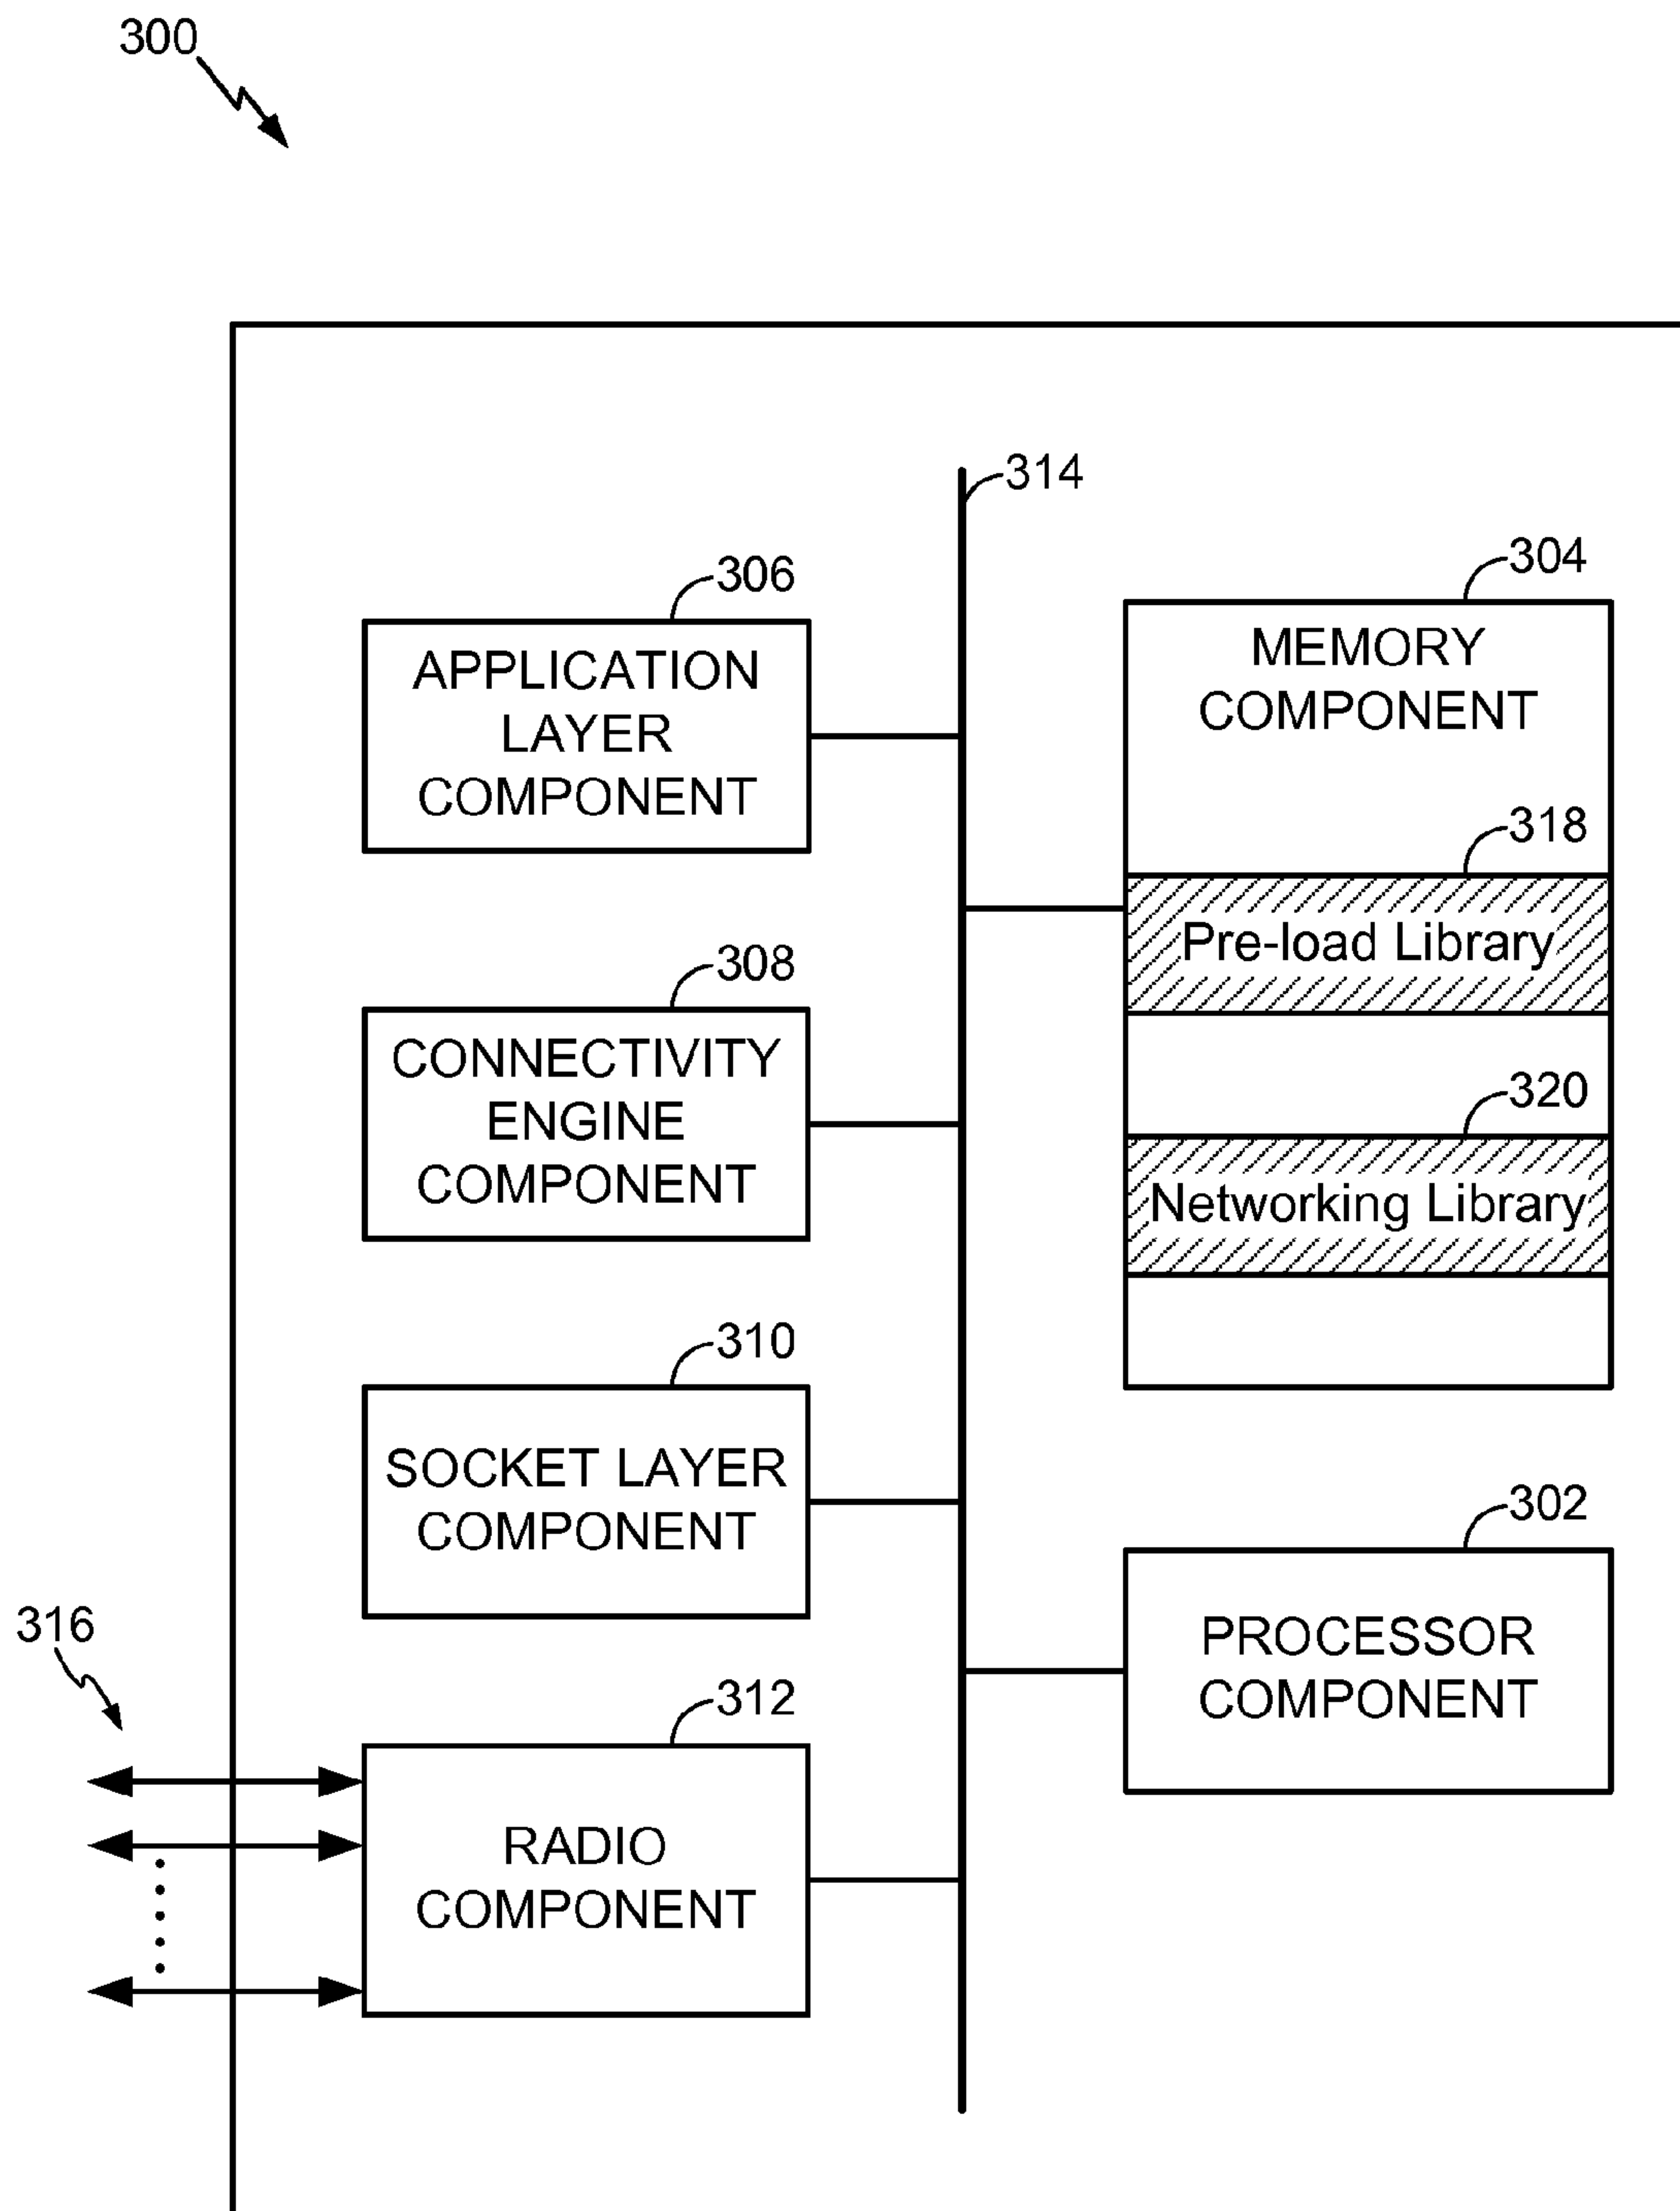 300
314
306
APPLICATION
LAYER
COMPONENT
304
MEMORY
COMPONENT
318
Pre-load Library
308
CONNECTIVITY
ENGINE
COMPONENT
320
Networking Library
310
SOCKET LAYER
COMPONENT
302
PROCESSOR
COMPONENT
316
312
RADIO
COMPONENT